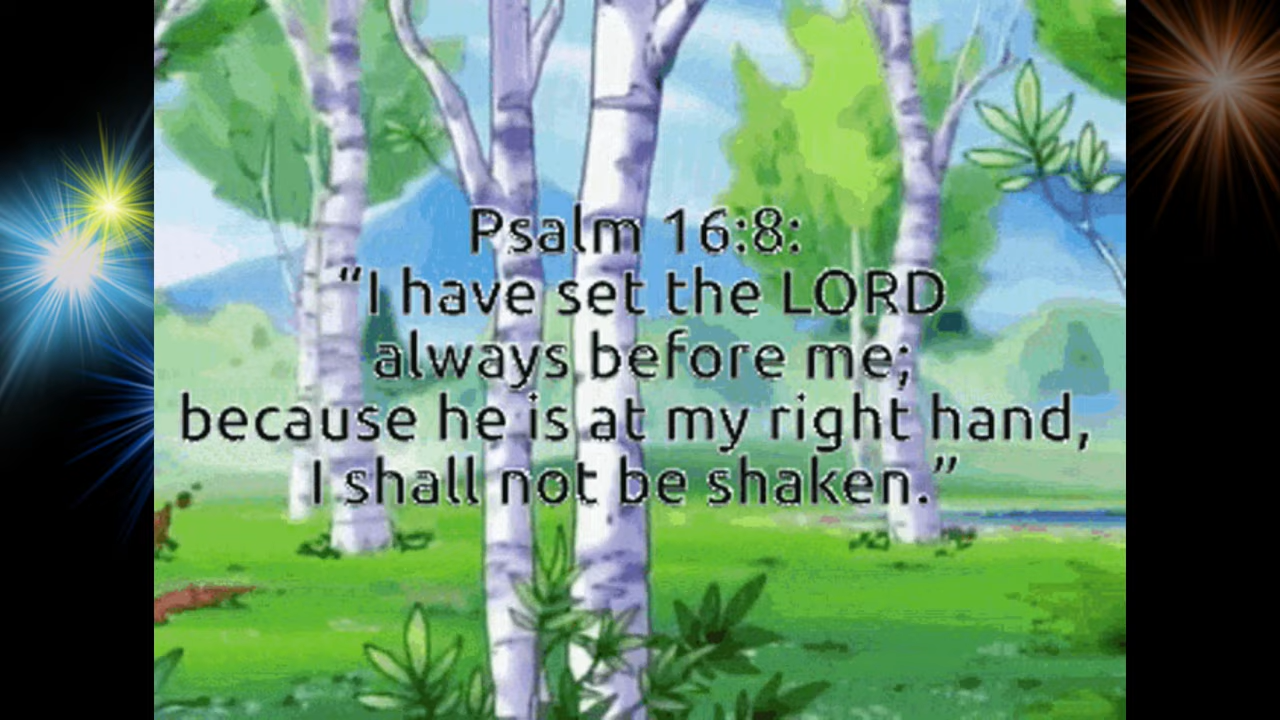 Psalm 16:8:
“I have set the LORD
always before me;
because he is at my right hand,
I shall not be shaken.”